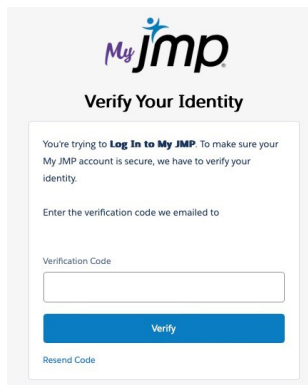 My jmp
Verify Your Identity
You're trying to Log In to My JMP. To make sure your
My JMP account is secure, we have to verify your
identity.
Enter the verification code we emailed to
Verification Code
Verify
Resend Code